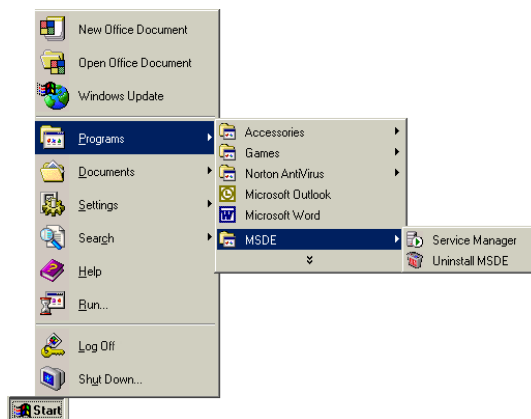 New Office Document
Open Office Document
Windows Update
Programs
Documents
Settings
Search
Help
Run...
Log Off
Shut Down...
Start
Accessories
Games
Norton AntiVirus
Microsoft Outlook
Microsoft Word
MSDE
Service Manager
Uninstall MSDE